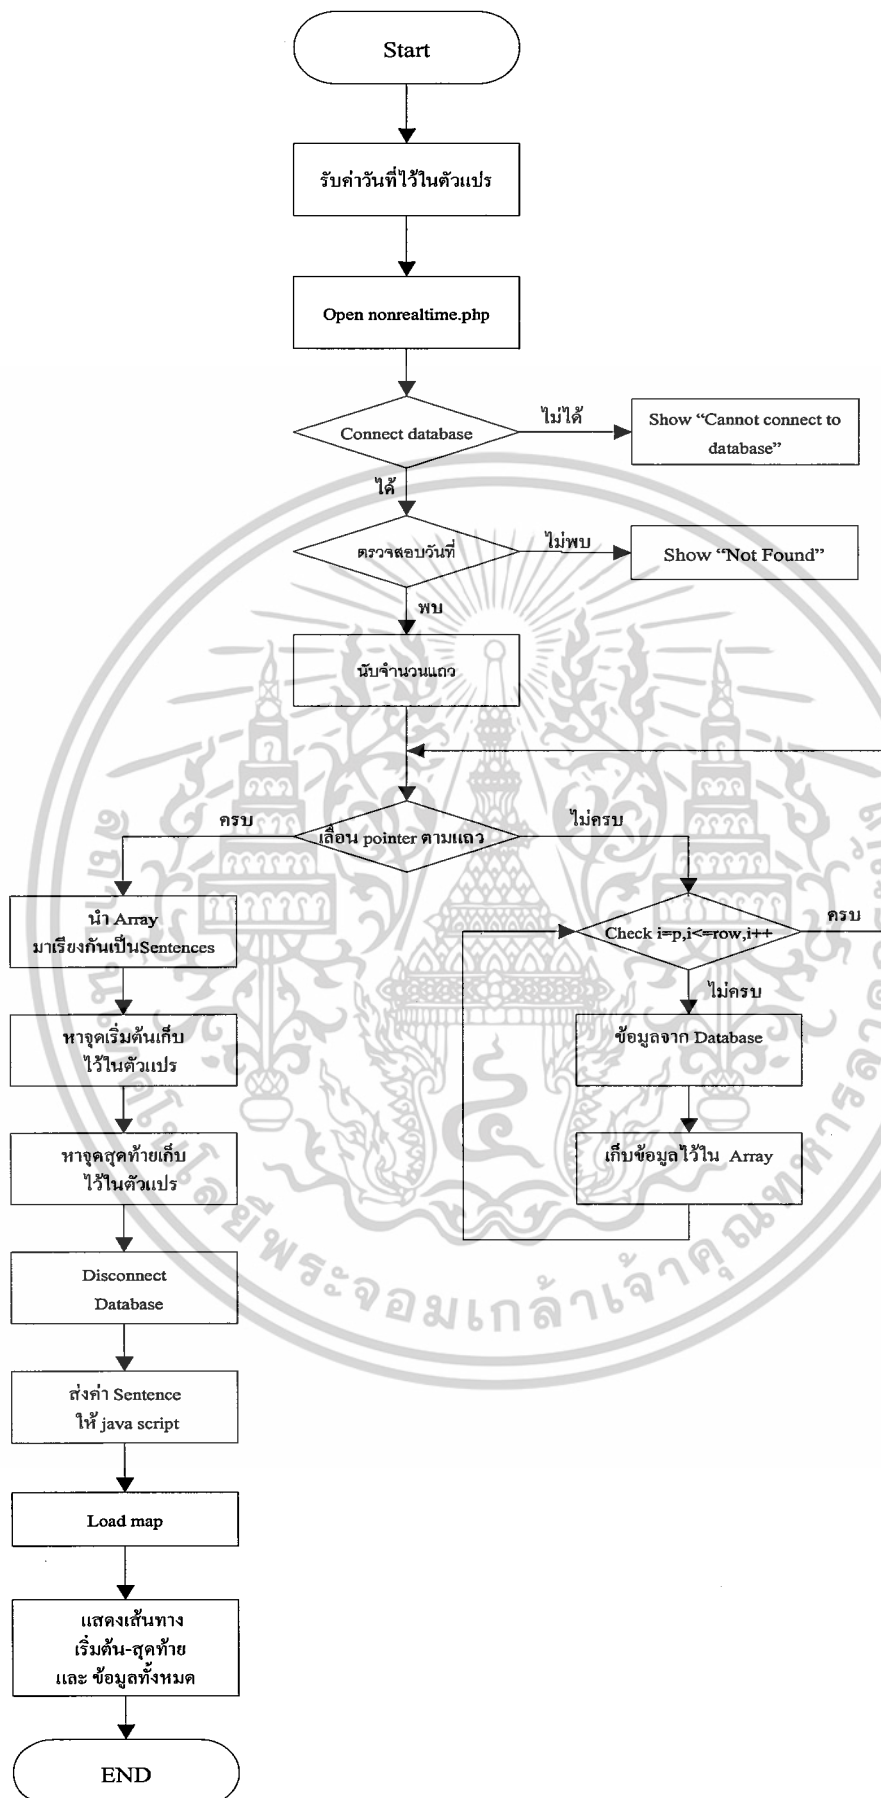 Start
รับค่าวันที่ไว้ในตัวแปร
Open nonrealtime.php
Connect database
ไม่ได้
Show “Cannot connect to
database”
ได้
ตรวจสอบวันที่
ไม่พบ
Show “Not Found”
พบ
นับจำนวนแถว
ครบ
เลื่อน pointer ตามแถว
ไม่ครบ
นำ Array
มาเรียงกันเป็นSentences
Check i=p,i<=row,i++
ครบ
ไม่ครบ
หาจุดเริ่มต้นเก็บ
ไว้ในตัวแปร
ข้อมูลจาก Database
หาจุดสุดท้ายเก็บ
ไว้ในตัวแปร
เก็บข้อมูลไว้ใน Array
Disconnect
Database
ส่งค่า Sentence
ให้ java script
Load map
แสดงเส้นทาง
เริ่มต้น-สุดท้าย
และ ข้อมูลทั้งหมด
END